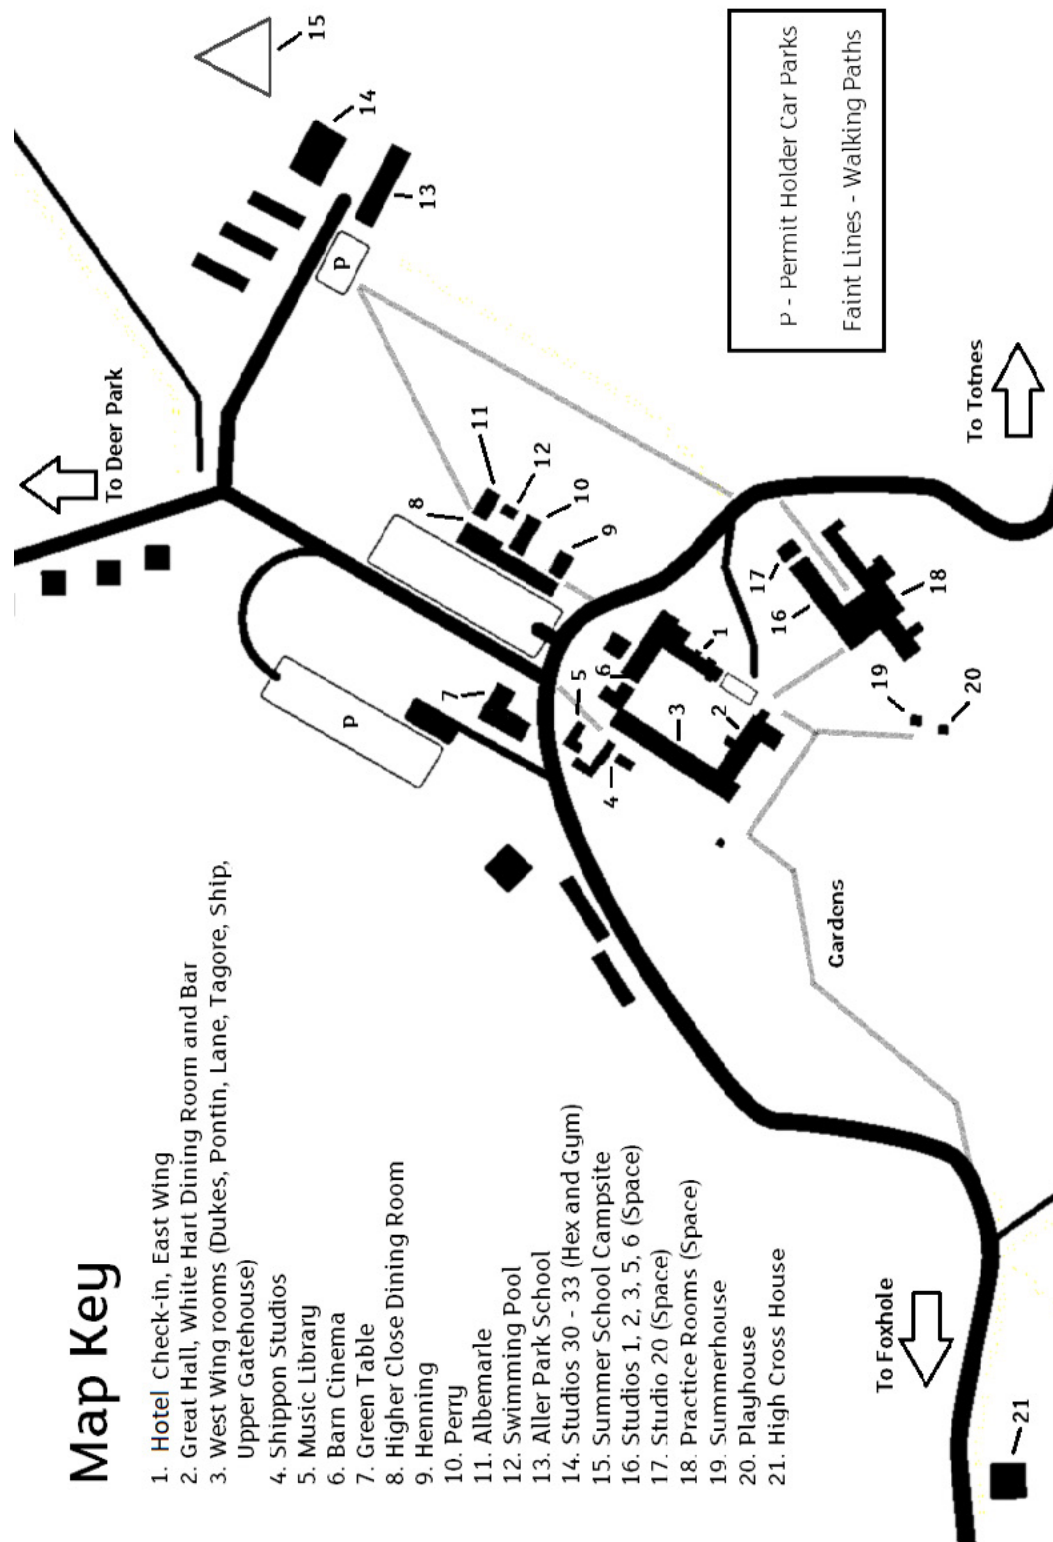 Map Key
1. Hotel Check-in, East Wing
2. Great Hall, White Hart Dining Room and Bar
3. West Wing rooms (Dukes, Pontin, Lane, Tagore, Ship,
Upper Gatehouse)
4. Shippon Studios
5. Music Library
6. Barn Cinema
7. Green Table
8. Higher Close Dining Room
9. Henning
10. Perry
11. Albemarle
12. Swimming Pool
13. Aller Park School
14. Studios 30 - 33 (Hex and Gym)
15. Summer School Campsite
16. Studios 1, 2, 3, 5, 6 (Space)
17. Studio 20 (Space)
18. Practice Rooms (Space)
19. Summerhouse
20. Playhouse
21. High Cross House
To Deer Park
15
14
13
P
P
11
8
12
10
9
7
5
6
4
3
1
2
17
16
18
19
20
Gardens
To Foxhole
21
To Totnes
P - Permit Holder Car Parks
Faint Lines - Walking Paths